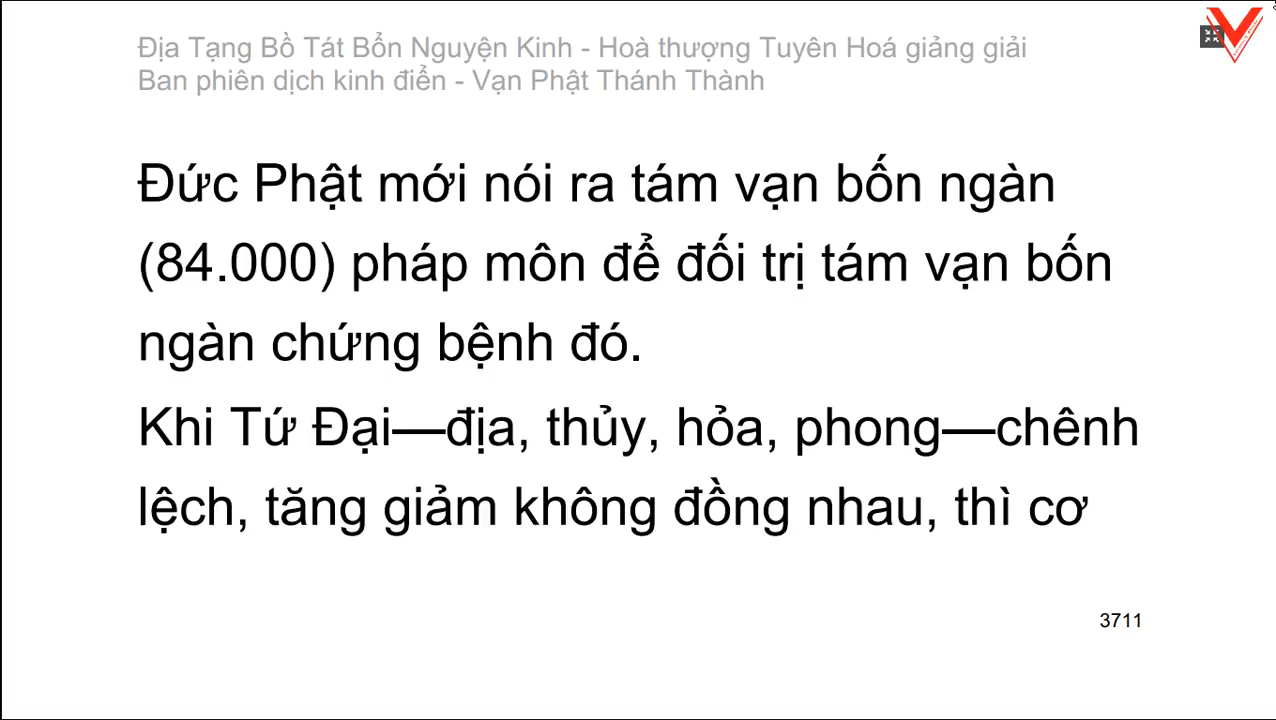 Địa Tạng Bồ Tát Bổn Nguyện Kinh - Hoà thượng Tuyên Hoá giảng giải
Ban phiên dịch kinh điển - Vạn Phật Thánh Thành
Đức Phật mới nói ra tám vạn bốn ngàn
(84.000) pháp môn để đối trị tám vạn bốn
ngàn chứng bệnh đó.
Khi Tứ Đại—địa, thủy, hỏa, phong—chênh
lệch, tăng giảm không đồng nhau, thì cơ
3711